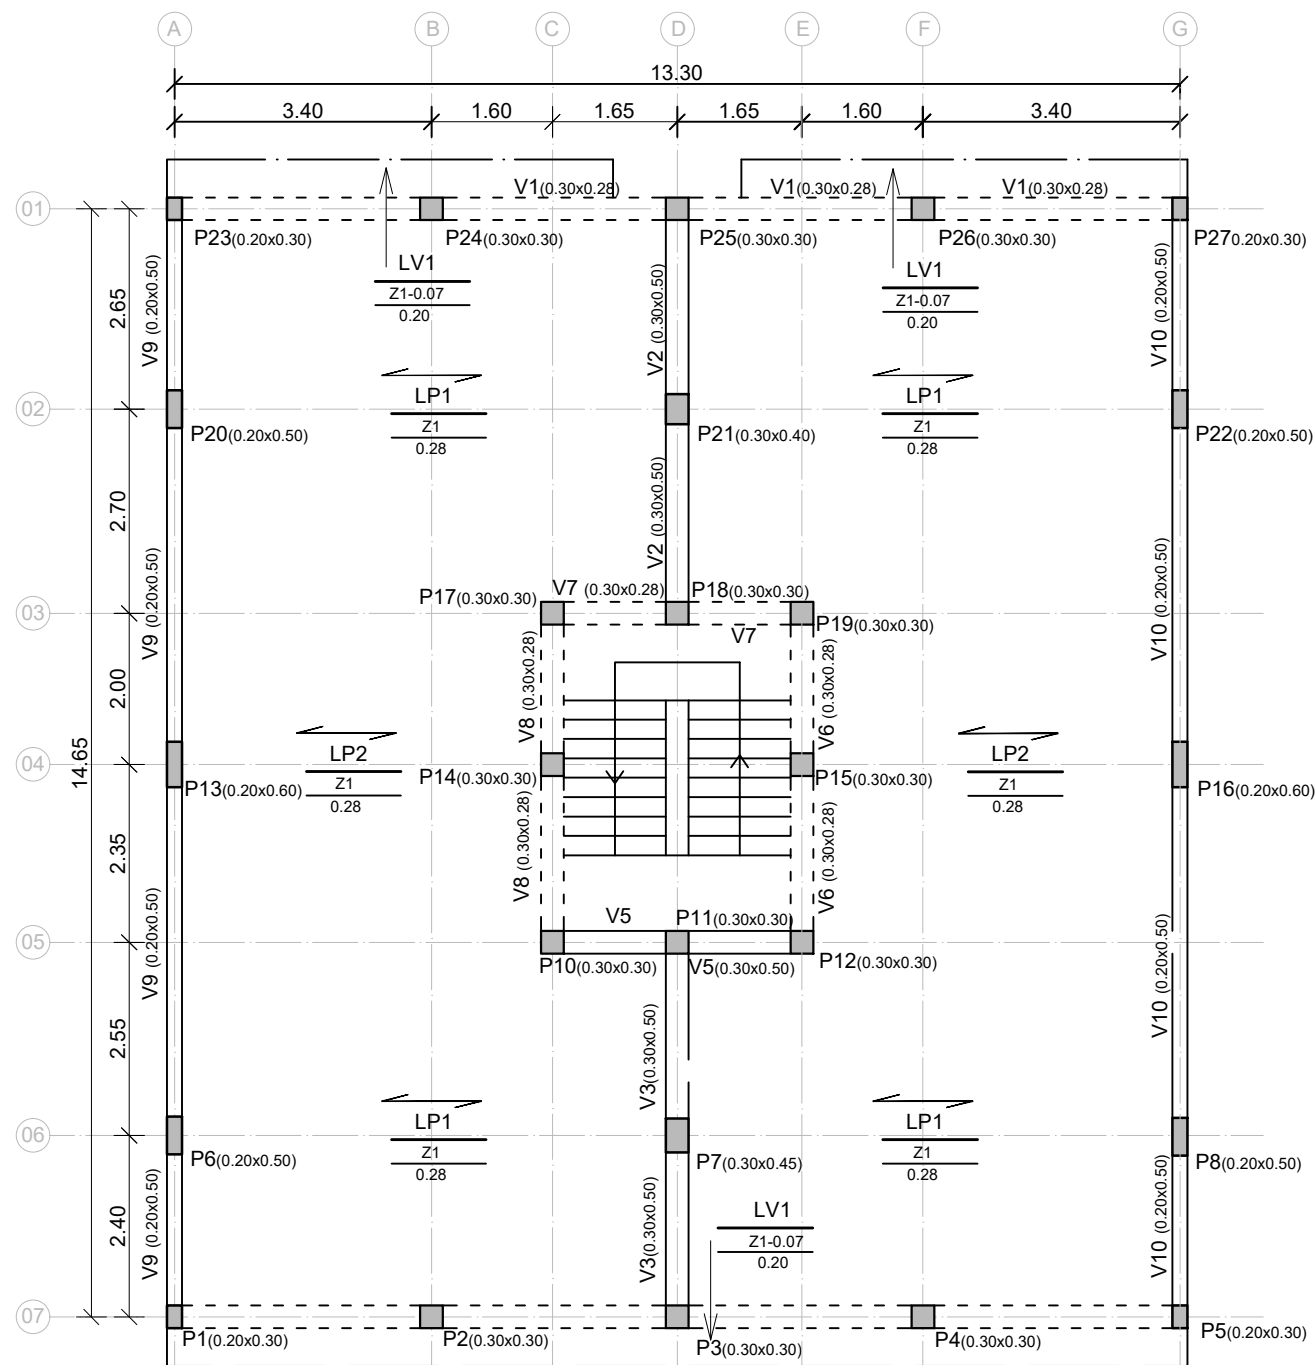 A B C D E F G
13.30
3.40 1.60 1.65 1.65 1.60 3.40
V1(0.30x0.28) V1(0.30x0.28) V1(0.30x0.28)
01
P23(0.20x0.30) P24(0.30x0.30) P25(0.30x0.30) P26(0.30x0.30) P27 0.20x0.30)
LV1 LV1
Z1-0.07 Z1-0.07
0.20 0.20
2.65
V9 (0.20x0.50) V2 (0.30x0.50) V10 (0.20x0.50)
LP1 LP1
02
Z1 Z1
0.28 0.28
P20(0.20x0.50) P21(0.30x0.40) P22(0.20x0.50)
2.70
V2 (0.30x0.50)
V9 (0.20x0.50) V10 (0.20x0.50)
P17(0.30x0.30) V7 (0.30x0.28) P18(0.30x0.30)
03
P19(0.30x0.30)
V7
2.00
V8 (0.30x0.28) V6 (0.30x0.28)
14.65
LP2 LP2
04
Z1 Z1
0.28 0.28
P13(0.20x0.60) P14(0.30x0.30) P15(0.30x0.30) P16(0.20x0.60)
2.35
V8 (0.30x0.28) V6 (0.30x0.28)
V9 (0.20x0.50) V10 (0.20x0.50)
V5 P11(0.30x0.30)
05
P10(0.30x0.30) V5(0.30x0.50) P12(0.30x0.30)
2.55
V3(0.30x0.50)
LP1 LP1
06
Z1 Z1
0.28 0.28
P6(0.20x0.50) P7(0.30x0.45) P8(0.20x0.50)
2.40
V9 (0.20x0.50) V3(0.30x0.50) V10 (0.20x0.50)
LV1
Z1-0.07
0.20
07
P1(0.20x0.30) P2(0.30x0.30) P3(0.30x0.30) P4(0.30x0.30) P5(0.20x0.30)